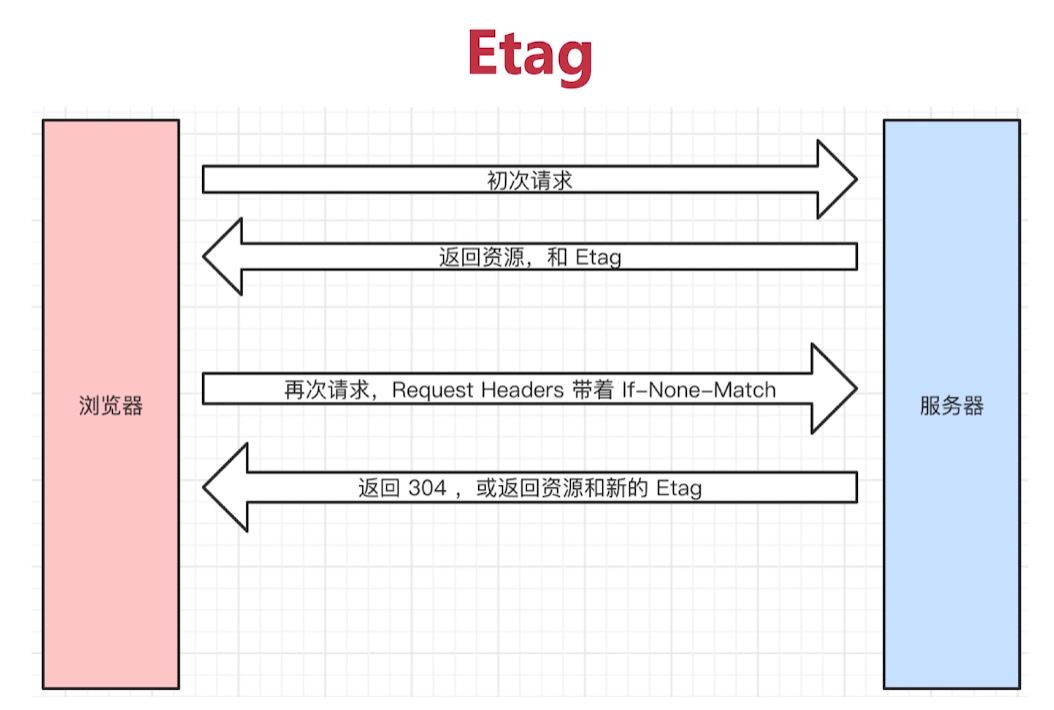 Etag
初次请求
返回资源，和 Etag
再次请求，Request Headers 带着 If-None-Match
浏览器
服务器
返回 304 ，或返回资源和新的 Etag